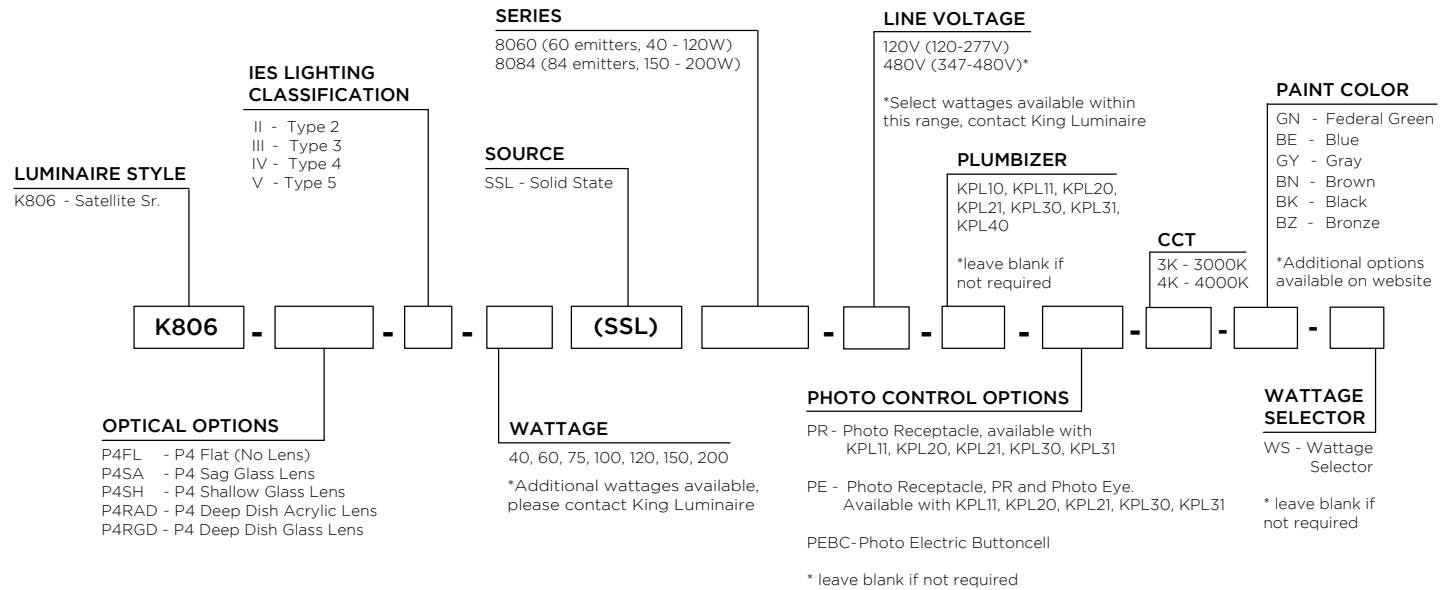 LUMINAIRE STYLE
K806 - Satellite Sr.
IES LIGHTING
CLASSIFICATION
II - Type 2
III - Type 3
IV - Type 4
V - Type 5
SOURCE
SSL - Solid State
SERIES
8060 (60 emitters, 40 - 120W)
8084 (84 emitters, 150 - 200W)
LINE VOLTAGE
120V (120-277V)
480V (347-480V)*
*Select wattages available within
this range, contact King Luminaire
PLUMBIZER
KPL10, KPL11, KPL20,
KPL21, KPL30, KPL31,
KPL40
*leave blank if
not required
CCT
3K - 3000K
4K - 4000K
PAINT COLOR
GN - Federal Green
BE - Blue
GY - Gray
BN - Brown
BK - Black
BZ - Bronze
*Additional options
available on website
K806 - - - (SSL) - - - - - -
OPTICAL OPTIONS
P4FL - P4 Flat (No Lens)
P4SA - P4 Sag Glass Lens
P4SH - P4 Shallow Glass Lens
P4RAD - P4 Deep Dish Acrylic Lens
P4RGD - P4 Deep Dish Glass Lens
WATTAGE
40, 60, 75, 100, 120, 150, 200
*Additional wattages available,
please contact King Luminaire
PHOTO CONTROL OPTIONS
PR - Photo Receptacle, available with
KPL11, KPL20, KPL21, KPL30, KPL31
PE - Photo Receptacle, PR and Photo Eye.
Available with KPL11, KPL20, KPL21, KPL30, KPL31
PEBC-Photo Electric Buttoncell
* leave blank if not required
WATTAGE
SELECTOR
WS - Wattage
Selector
* leave blank if
not required